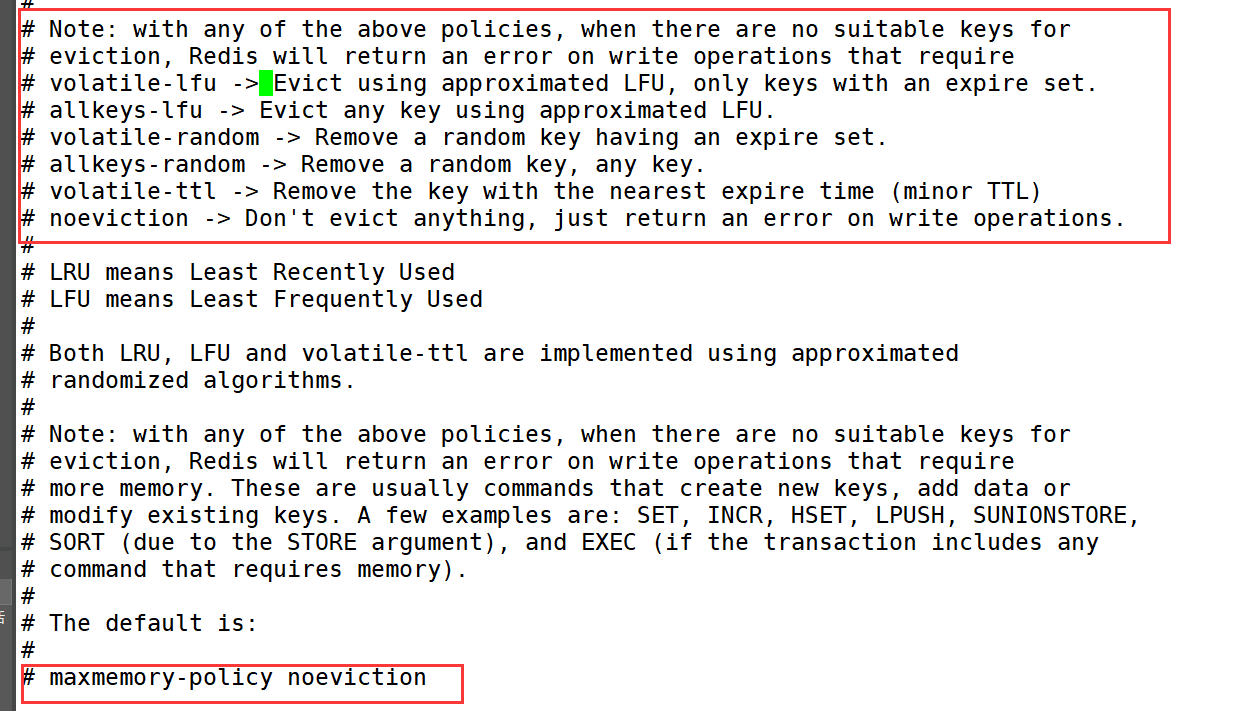 #
# Note: with any of the above policies, when there are no suitable keys for
# eviction, Redis will return an error on write operations that require
# volatile-lfu -> Evict using approximated LFU, only keys with an expire set.
# allkeys-lfu -> Evict any key using approximated LFU.
# volatile-random -> Remove a random key having an expire set.
# allkeys-random -> Remove a random key, any key.
# volatile-ttl -> Remove the key with the nearest expire time (minor TTL)
# noeviction -> Don't evict anything, just return an error on write operations.
#
# LRU means Least Recently Used
# LFU means Least Frequently Used
#
# Both LRU, LFU and volatile-ttl are implemented using approximated
# randomized algorithms.
#
# Note: with any of the above policies, when there are no suitable keys for
# eviction, Redis will return an error on write operations that require
# more memory. These are usually commands that create new keys, add data or
# modify existing keys. A few examples are: SET, INCR, HSET, LPUSH, SUNIONSTORE,
# SORT (due to the STORE argument), and EXEC (if the transaction includes any
# command that requires memory).
#
# The default is:
#
# maxmemory-policy noeviction